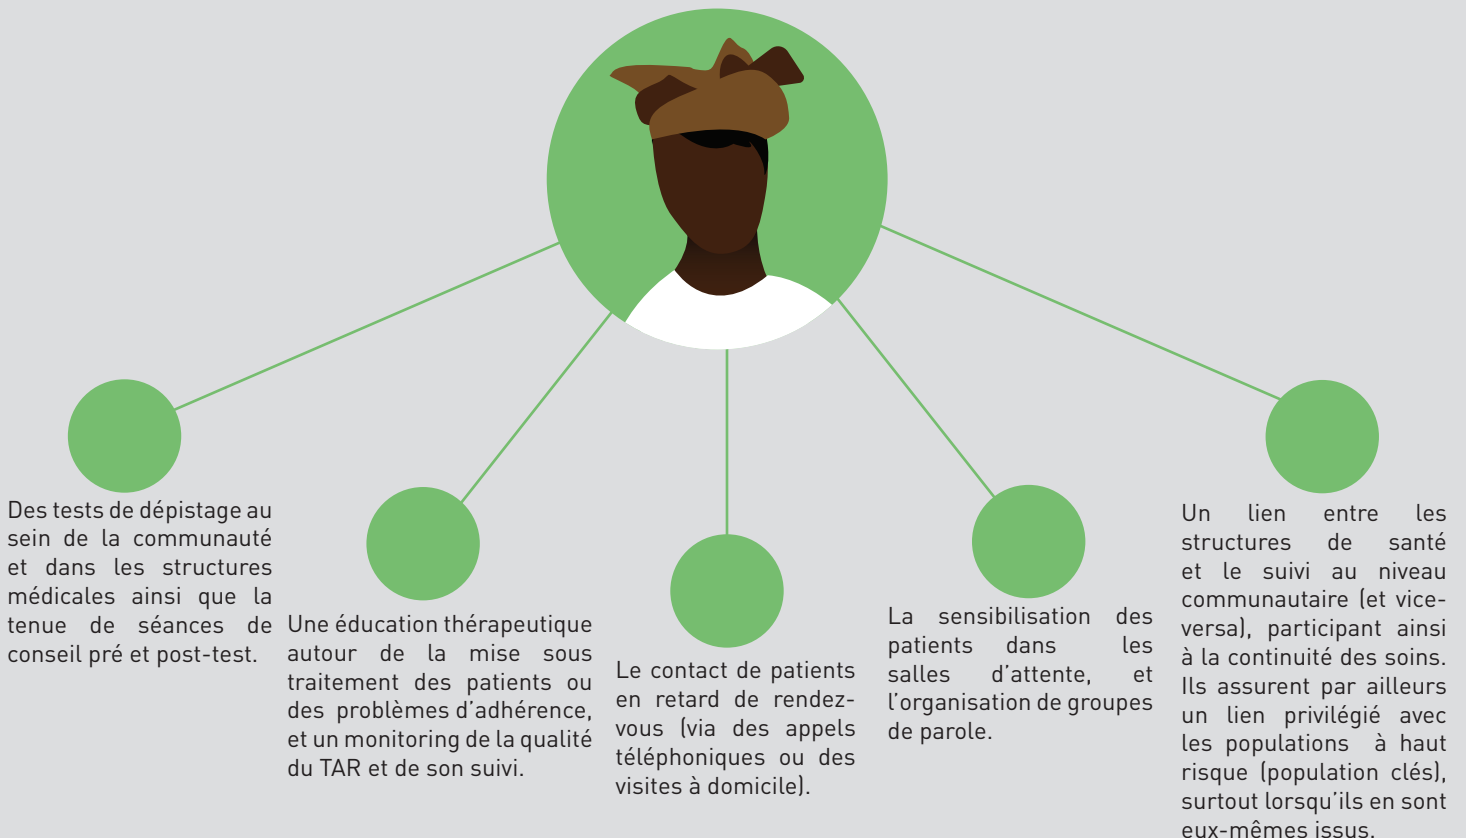 Des tests de dépistage au
sein de la communauté
et dans les structures
médicales ainsi que la
tenue de séances de
conseil pré et post-test.
Une éducation thérapeutique
autour de la mise sous
traitement des patients ou
des problèmes d'adhérence,
et un monitoring de la qualité
du TAR et de son suivi.
Le contact de patients
en retard de rendez-
vous (via des appels
téléphoniques ou des
visites à domicile).
La sensibilisation des
patients dans les
salles d'attente, et
l'organisation de groupes
de parole.
Un lien entre les
structures de santé
et le suivi au niveau
communautaire (et vice-
versa), participant ainsi
à la continuité des soins.
Ils assurent par ailleurs
un lien privilégié avec
les populations à haut
risque (population clés),
surtout lorsqu'ils en sont
eux-mêmes issus.